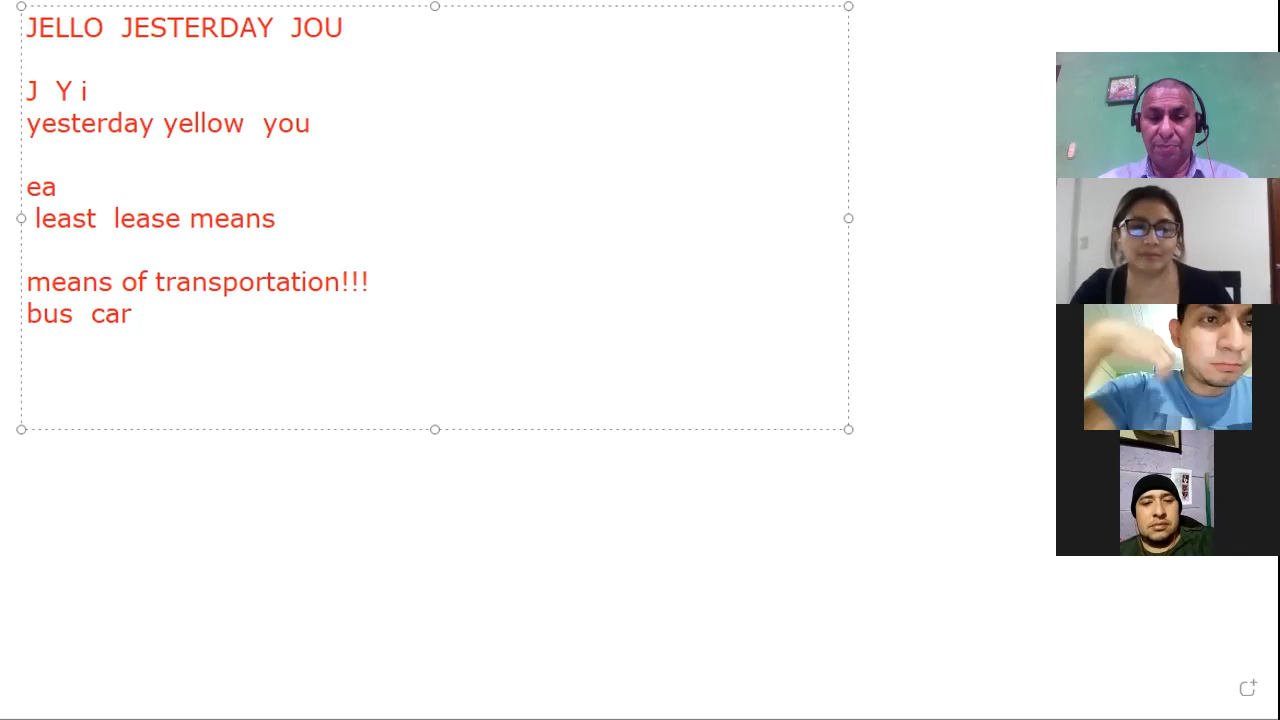 JELLO JESTERDAY JOU
J Y i
yesterday yellow you
ea
least lease means
means of transportation!!!
bus car